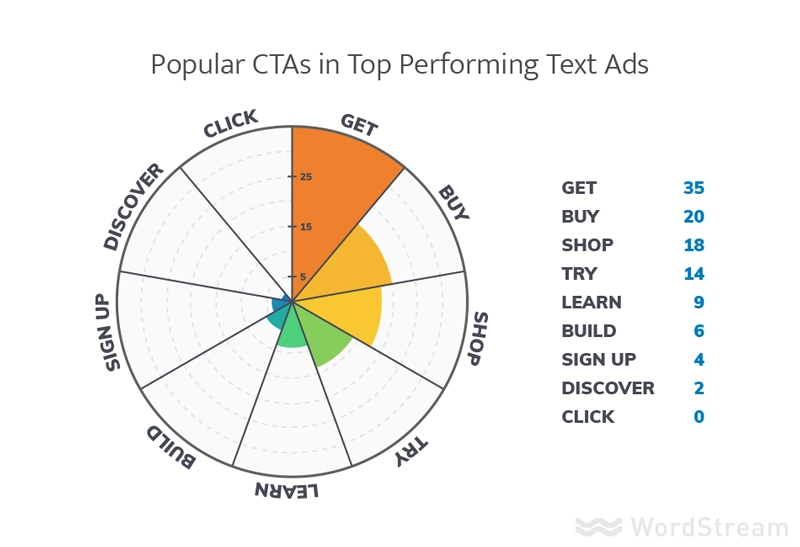 Popular CTAs in Top Performing Text Ads
CLICK
GET
BUY
SHOP
TRY
LEARN
BUILD
SIGN UP
DISCOVER
25
15
5
GET 35
BUY 20
SHOP 18
TRY 14
LEARN 9
BUILD 6
SIGN UP 4
DISCOVER 2
CLICK 0
WordStream